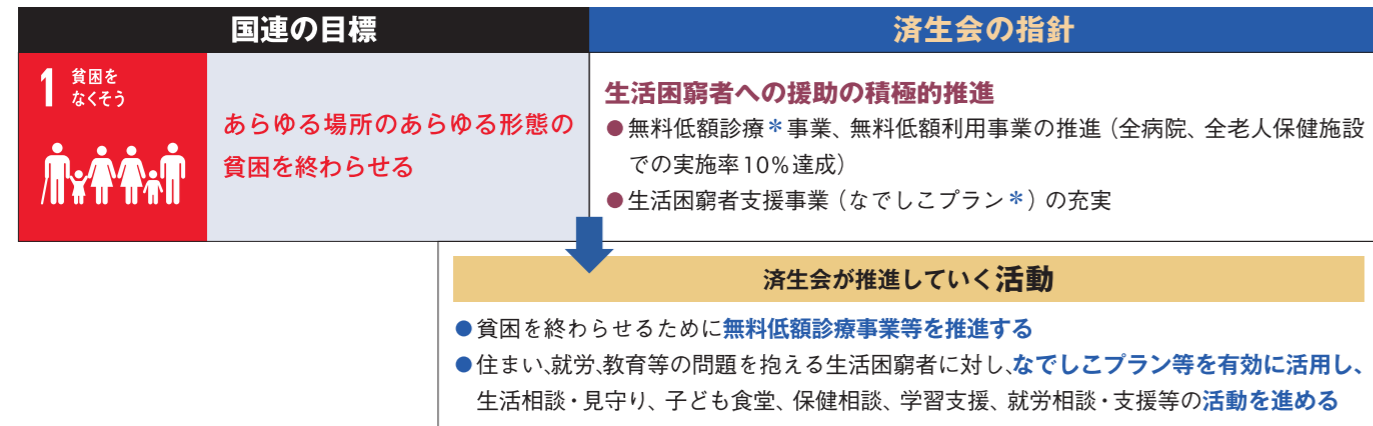 国連の目標
済生会の指針
1 貧困を
なくそう
あらゆる場所のあらゆる形態の
貧困を終わらせる
生活困窮者への援助の積極的推進
●無料低額診療＊事業、無料低額利用事業の推進（全病院、全老人保健施設
での実施率10％達成）
●生活困窮者支援事業（なでしこプラン＊）の充実
済生会が推進していく活動
●貧困を終わらせるために無料低額診療事業等を推進する
●住まい、就労、教育等の問題を抱える生活困窮者に対し、なでしこプラン等を有効に活用し、
生活相談・見守り、子ども食堂、保健相談、学習支援、就労相談・支援等の活動を進める